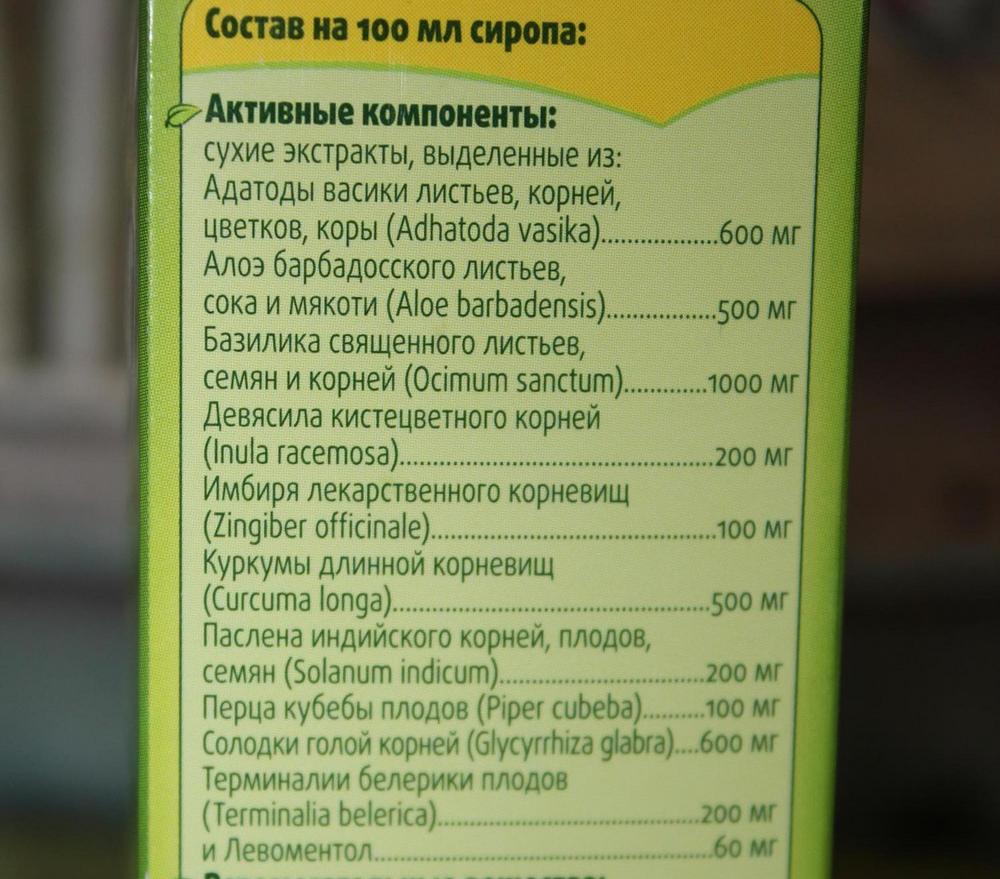 Состав на 100 мл сиропа:
Активные компоненты:
сухие экстракты, выделенные из:
Адатоды васики листьев, корней,
цветков, коры (Adhatoda vasika)..................600 мг
Алоэ барбадосского листьев,
сока и мякоти (Aloe barbadensis).................500 мг
Базилика священного листьев,
семян и корней (Ocimum sanctum).............1000 мг
Девясила кистецветного корней
(Inula racemosa)................................................200 мг
Имбиря лекарственного корневищ
(Zingiber officinale)...........................................100 мг
Куркумы длинной корневищ
(Curcuma longa)................................................500 мг
Паслена индийского корней, плодов,
семян (Solanum indicum)................................200 мг
Перца кубебы плодов (Piper cubeba)..........100 мг
Солодки голой корней (Glycyrrhiza glabra)....600 мг
Терминалии белерики плодов
(Terminalia belerica).........................................200 мг
и Левоментол.....................................................60 мг